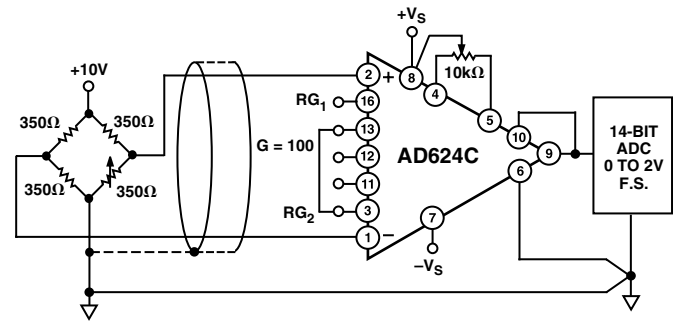 +VS
+10V
350Ω
350Ω
350Ω
350Ω
RG1
G = 100
RG2
2
+
16
13
12
11
3
1
–
8
10kΩ
4
5
10
9
6
7
–VS
AD624C
14-BIT
ADC
0 TO 2V
F.S.